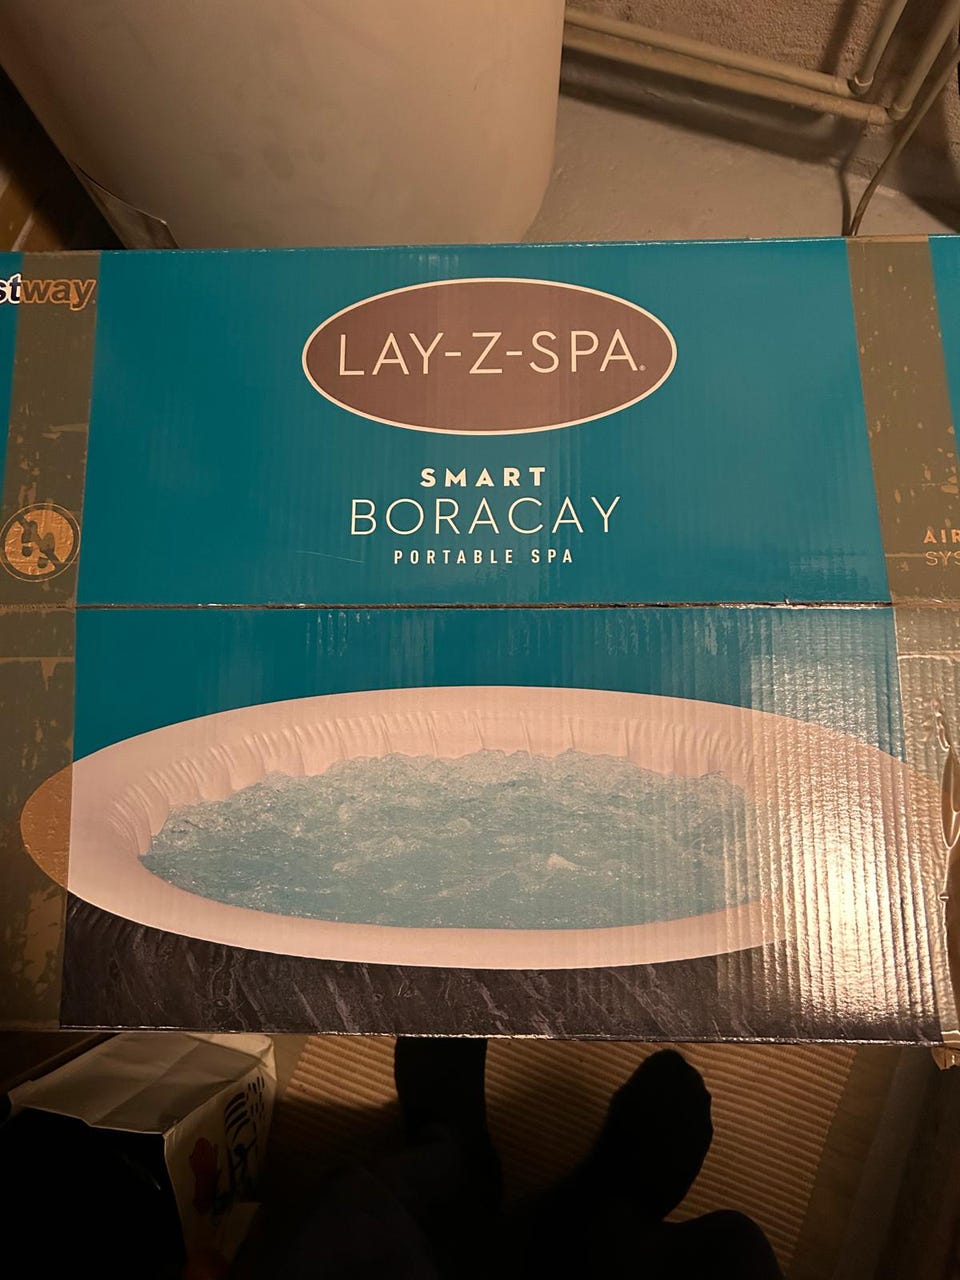 stway
LAY-Z-SPA®
SMART
BORACAY
PORTABLE SPA
AIR
SYS